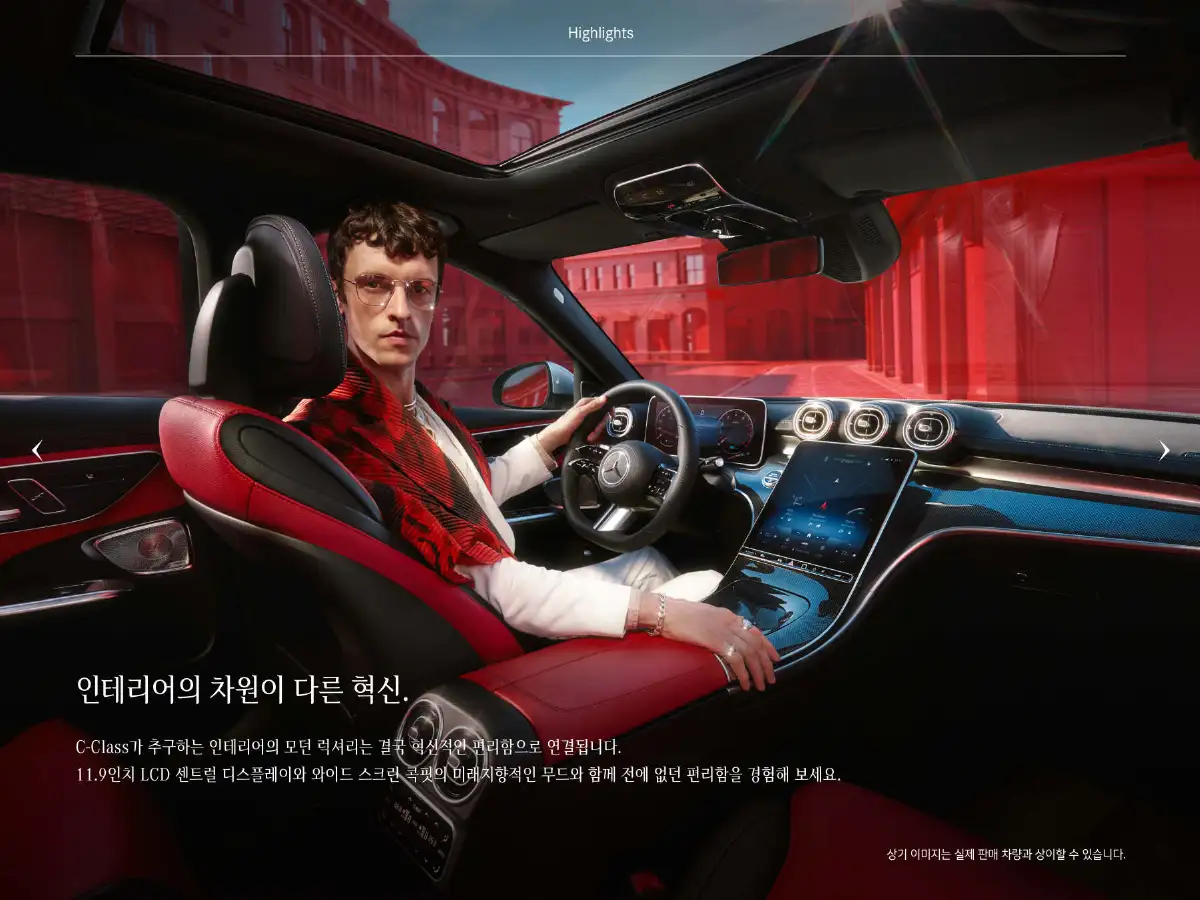 Highlights
인테리어의 차원이 다른 혁신.
C-Class가 추구하는 인테리어의 모던 럭셔리는 결국 혁신적인 편리함으로 연결됩니다.
11.9인치 LCD 센트럴 디스플레이와 와이드 스크린 콕핏의 미래지향적인 무드와 함께 전에 없던 편리함을 경험해 보세요.
상기 이미지는 실제 판매 차량과 상이할 수 있습니다.